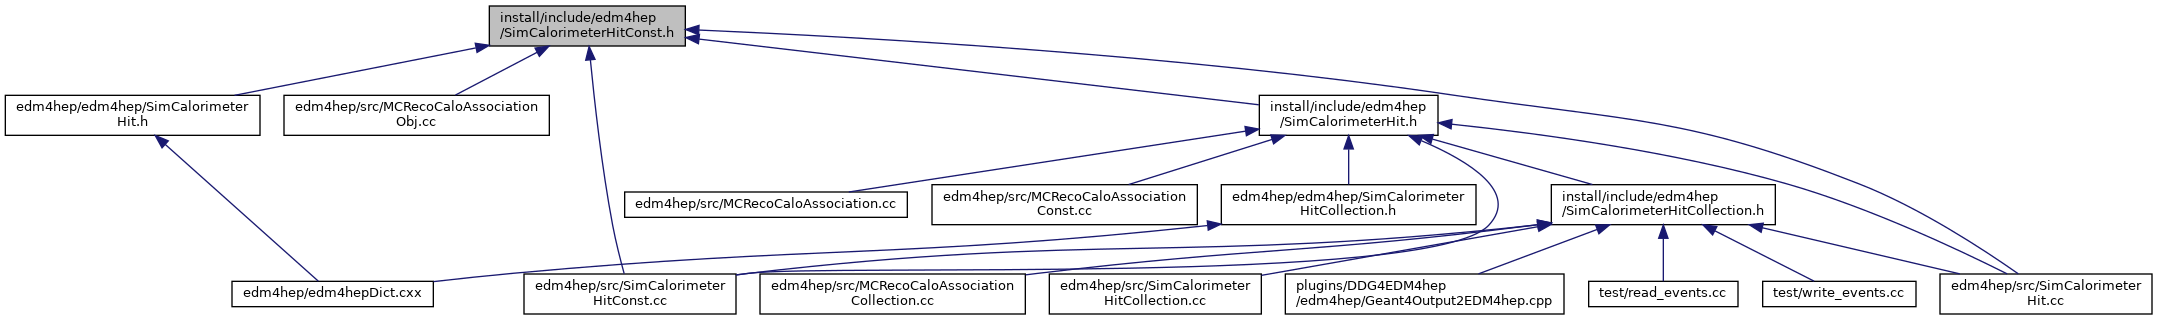 install/include/edm4hep
/SimCalorimeterHitConst.h
edm4hep/edm4hep/SimCalorimeter
Hit.h
edm4hep/src/MCRecoCaloAssociation
Obj.cc
install/include/edm4hep
/SimCalorimeterHit.h
edm4hep/src/MCRecoCaloAssociation.cc
edm4hep/src/MCRecoCaloAssociation
Const.cc
edm4hep/edm4hep/SimCalorimeter
HitCollection.h
install/include/edm4hep
/SimCalorimeterHitCollection.h
edm4hep/edm4hepDict.cxx
edm4hep/src/SimCalorimeter
HitConst.cc
edm4hep/src/MCRecoCaloAssociation
Collection.cc
edm4hep/src/SimCalorimeter
HitCollection.cc
plugins/DDG4EDM4hep
/edm4hep/Geant4Output2EDM4hep.cpp
test/read_events.cc
test/write_events.cc
edm4hep/src/SimCalorimeter
Hit.cc